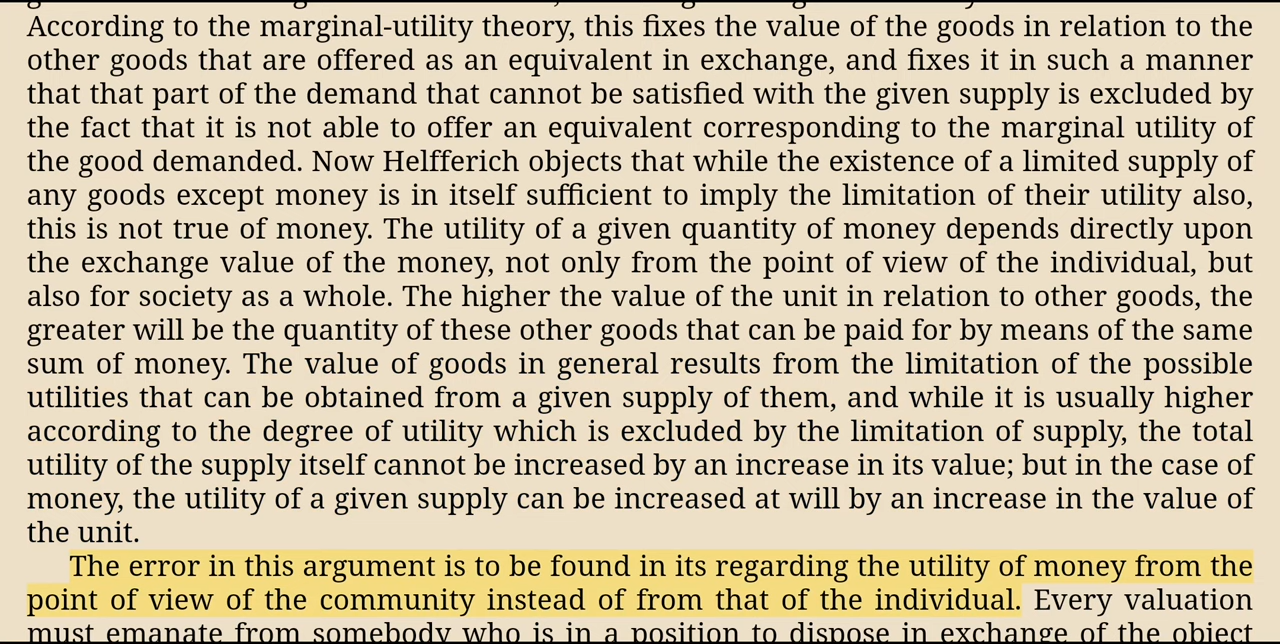 According to the marginal-utility theory, this fixes the value of the goods in relation to the
other goods that are offered as an equivalent in exchange, and fixes it in such a manner
that that part of the demand that cannot be satisfied with the given supply is excluded by
the fact that it is not able to offer an equivalent corresponding to the marginal utility of
the good demanded. Now Helfferich objects that while the existence of a limited supply of
any goods except money is in itself sufficient to imply the limitation of their utility also,
this is not true of money. The utility of a given quantity of money depends directly upon
the exchange value of the money, not only from the point of view of the individual, but
also for society as a whole. The higher the value of the unit in relation to other goods, the
greater will be the quantity of these other goods that can be paid for by means of the same
sum of money. The value of goods in general results from the limitation of the possible
utilities that can be obtained from a given supply of them, and while it is usually higher
according to the degree of utility which is excluded by the limitation of supply, the total
utility of the supply itself cannot be increased by an increase in its value; but in the case of
money, the utility of a given supply can be increased at will by an increase in the value of
the unit.
The error in this argument is to be found in its regarding the utility of money from the
point of view of the community instead of from that of the individual. Every valuation
must emanate from somebody who is in a position to dispose in exchange of the object